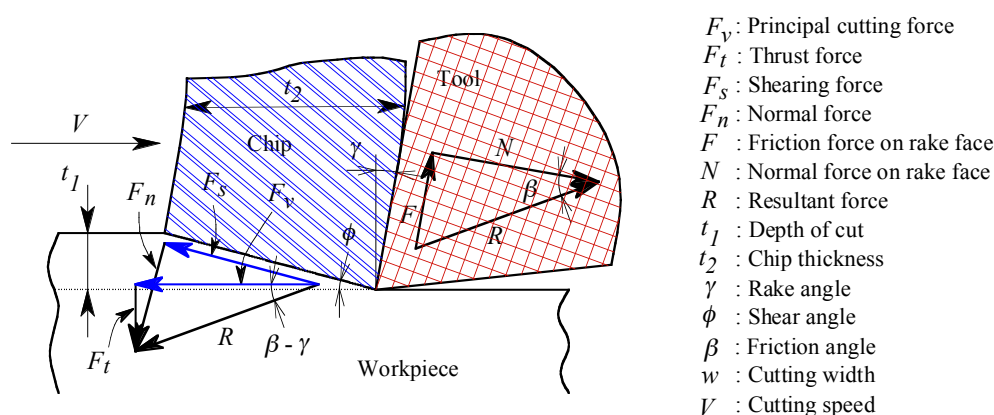 V
t1
Fn
Fs
Fv
t2
Chip
γ
ϕ
Tool
N
F
β
R
Ft
R
β - γ
Workpiece
Fv : Principal cutting force
Ft : Thrust force
Fs : Shearing force
Fn : Normal force
F : Friction force on rake face
N : Normal force on rake face
R : Resultant force
t1 : Depth of cut
t2 : Chip thickness
γ : Rake angle
ϕ : Shear angle
β : Friction angle
w : Cutting width
V : Cutting speed